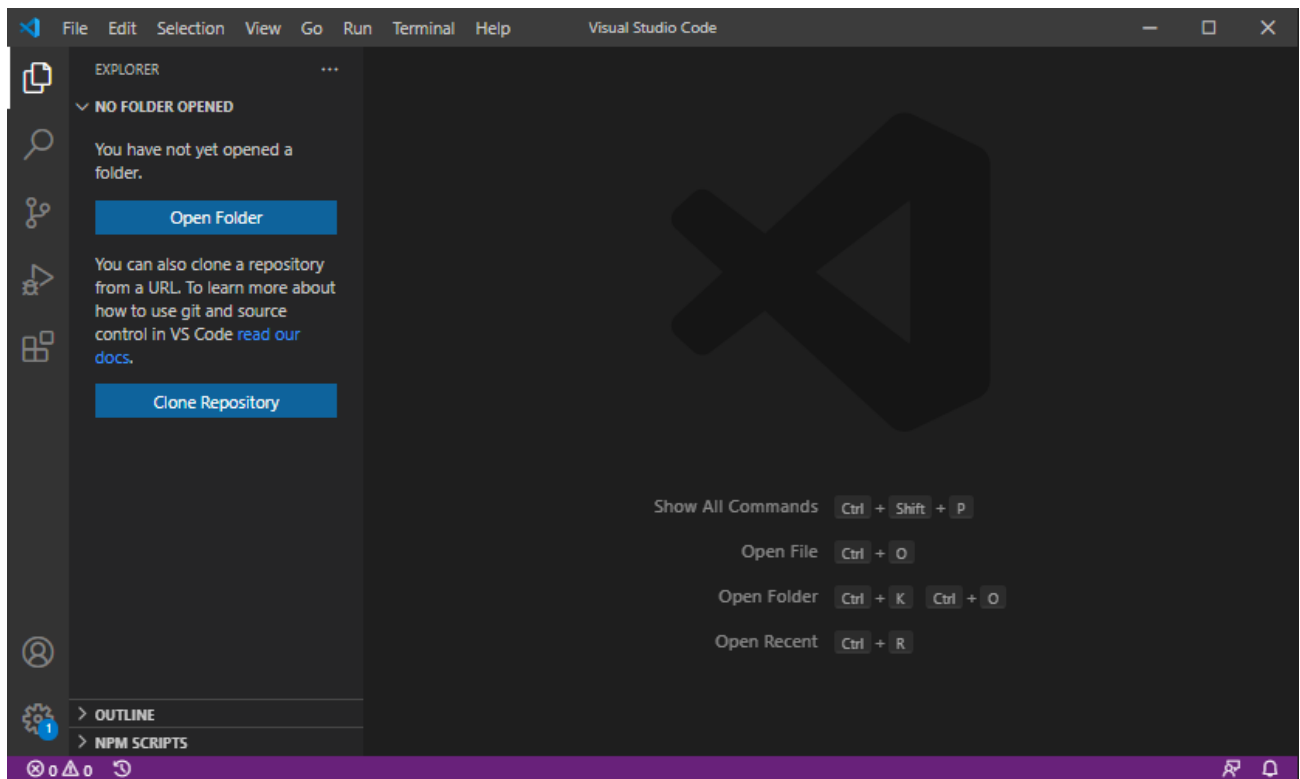 File Edit Selection View Go Run Terminal Help Visual Studio Code
EXPLORER
NO FOLDER OPENED
You have not yet opened a
folder.
Open Folder
You can also clone a repository
from a URL. To learn more about
how to use git and source
control in VS Code read our
docs.
Clone Repository
Show All Commands Ctrl + Shift + P
Open File Ctrl + O
Open Folder Ctrl + K Ctrl + O
Open Recent Ctrl + R
1
OUTLINE
NPM SCRIPTS
0 0